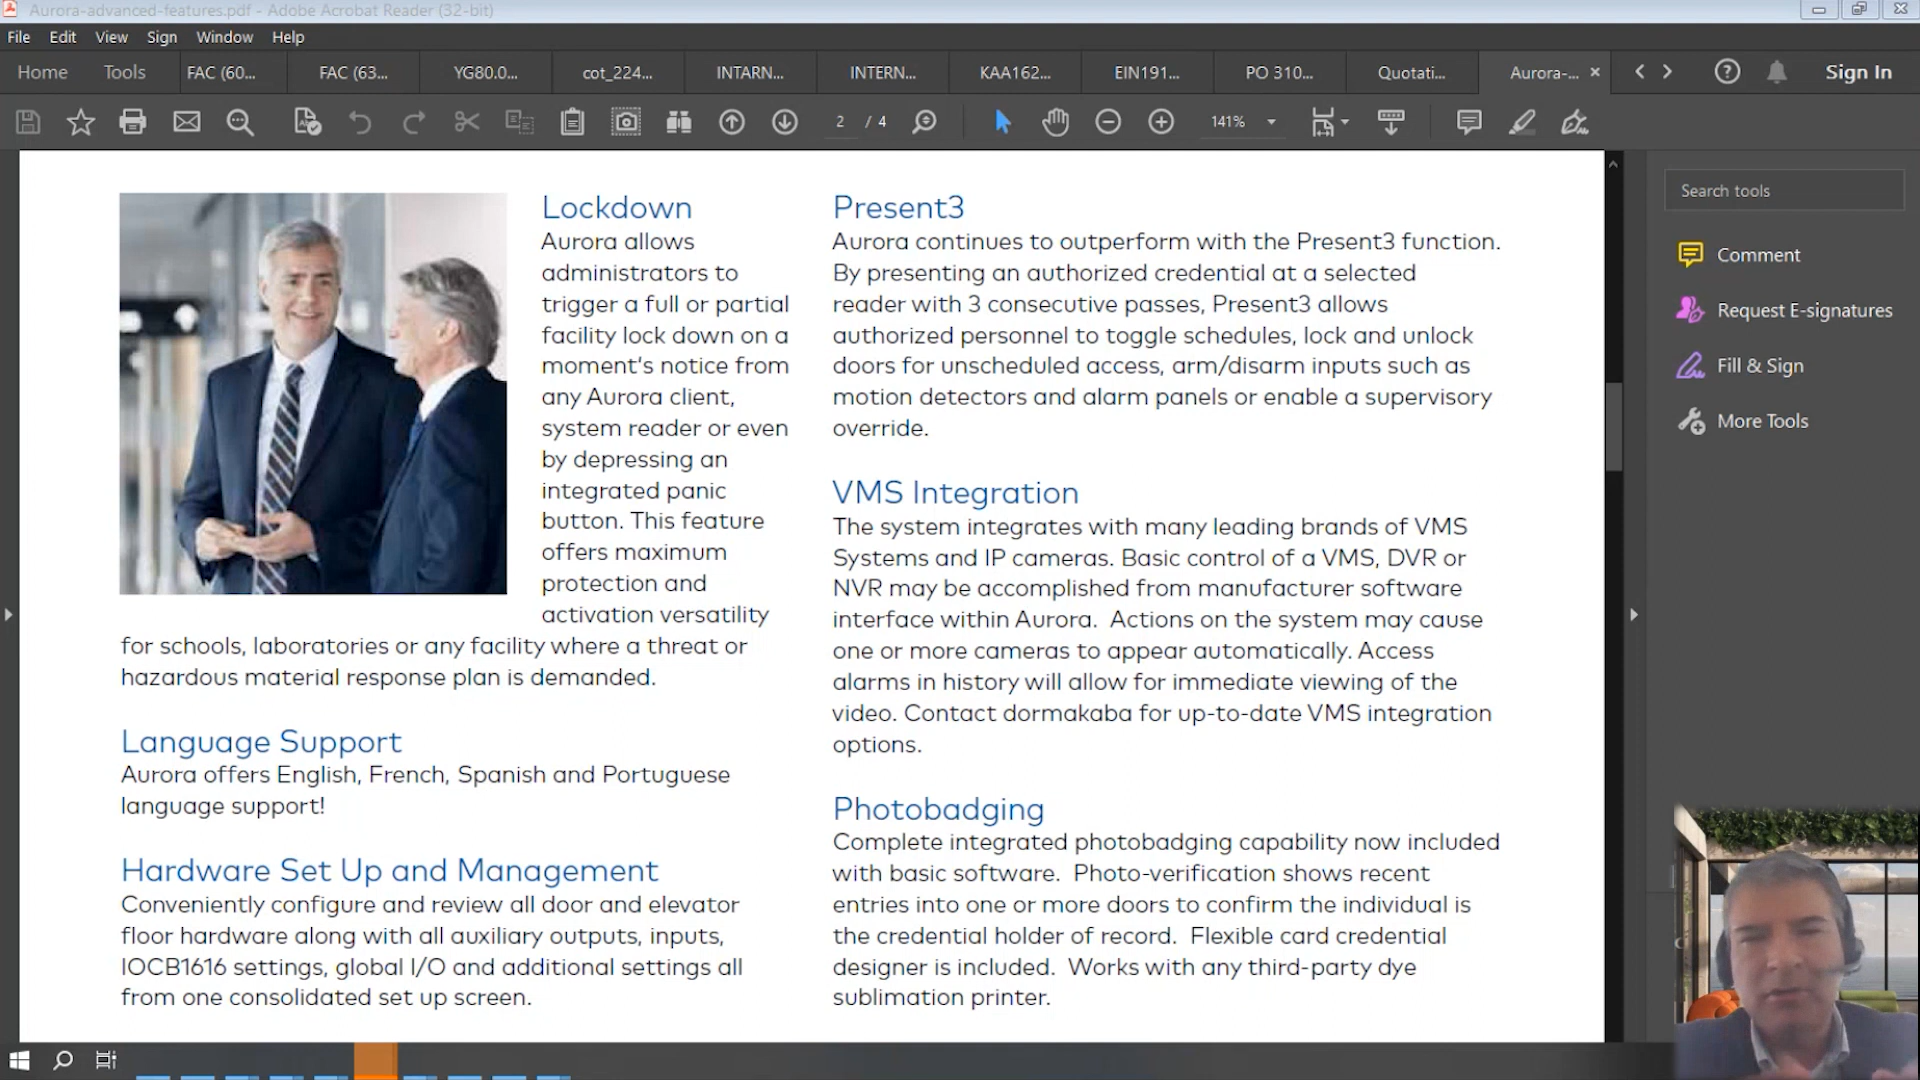 Aurora-advanced-features.pdf - Adobe Acrobat Reader (32-bit)
File Edit View Sign Window Help
Home Tools FAC (60... FAC (63... YG80.0... cot_224... INTARN... INTERN... KAA162... EIN191... PO 310... Quotati... Aurora-... Sign In
2 / 4 141%
Lockdown
Aurora allows
administrators to
trigger a full or partial
facility lock down on a
moment's notice from
any Aurora client,
system reader or even
by depressing an
integrated panic
button. This feature
offers maximum
protection and
activation versatility
for schools, laboratories or any facility where a threat or
hazardous material response plan is demanded.
Language Support
Aurora offers English, French, Spanish and Portuguese
language support!
Hardware Set Up and Management
Conveniently configure and review all door and elevator
floor hardware along with all auxiliary outputs, inputs,
IOCB1616 settings, global I/O and additional settings all
from one consolidated set up screen.
Present3
Aurora continues to outperform with the Present3 function.
By presenting an authorized credential at a selected
reader with 3 consecutive passes, Present3 allows
authorized personnel to toggle schedules, lock and unlock
doors for unscheduled access, arm/disarm inputs such as
motion detectors and alarm panels or enable a supervisory
override.
VMS Integration
The system integrates with many leading brands of VMS
Systems and IP cameras. Basic control of a VMS, DVR or
NVR may be accomplished from manufacturer software
interface within Aurora. Actions on the system may cause
one or more cameras to appear automatically. Access
alarms in history will allow for immediate viewing of the
video. Contact dormakaba for up-to-date VMS integration
options.
Photobadging
Complete integrated photobadging capability now included
with basic software. Photo-verification shows recent
entries into one or more doors to confirm the individual is
the credential holder of record. Flexible card credential
designer is included. Works with any third-party dye
sublimation printer.
Search tools
Comment
Request E-signatures
Fill & Sign
More Tools